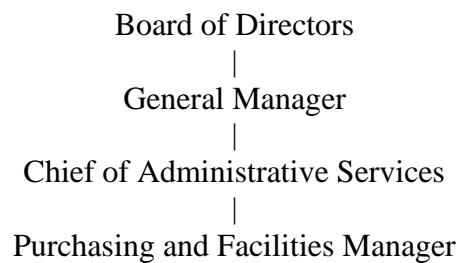 Board of Directors
|
General Manager
|
Chief of Administrative Services
|
Purchasing and Facilities Manager